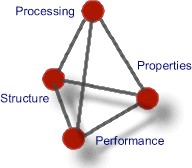 Processing
Properties
Structure
Performance